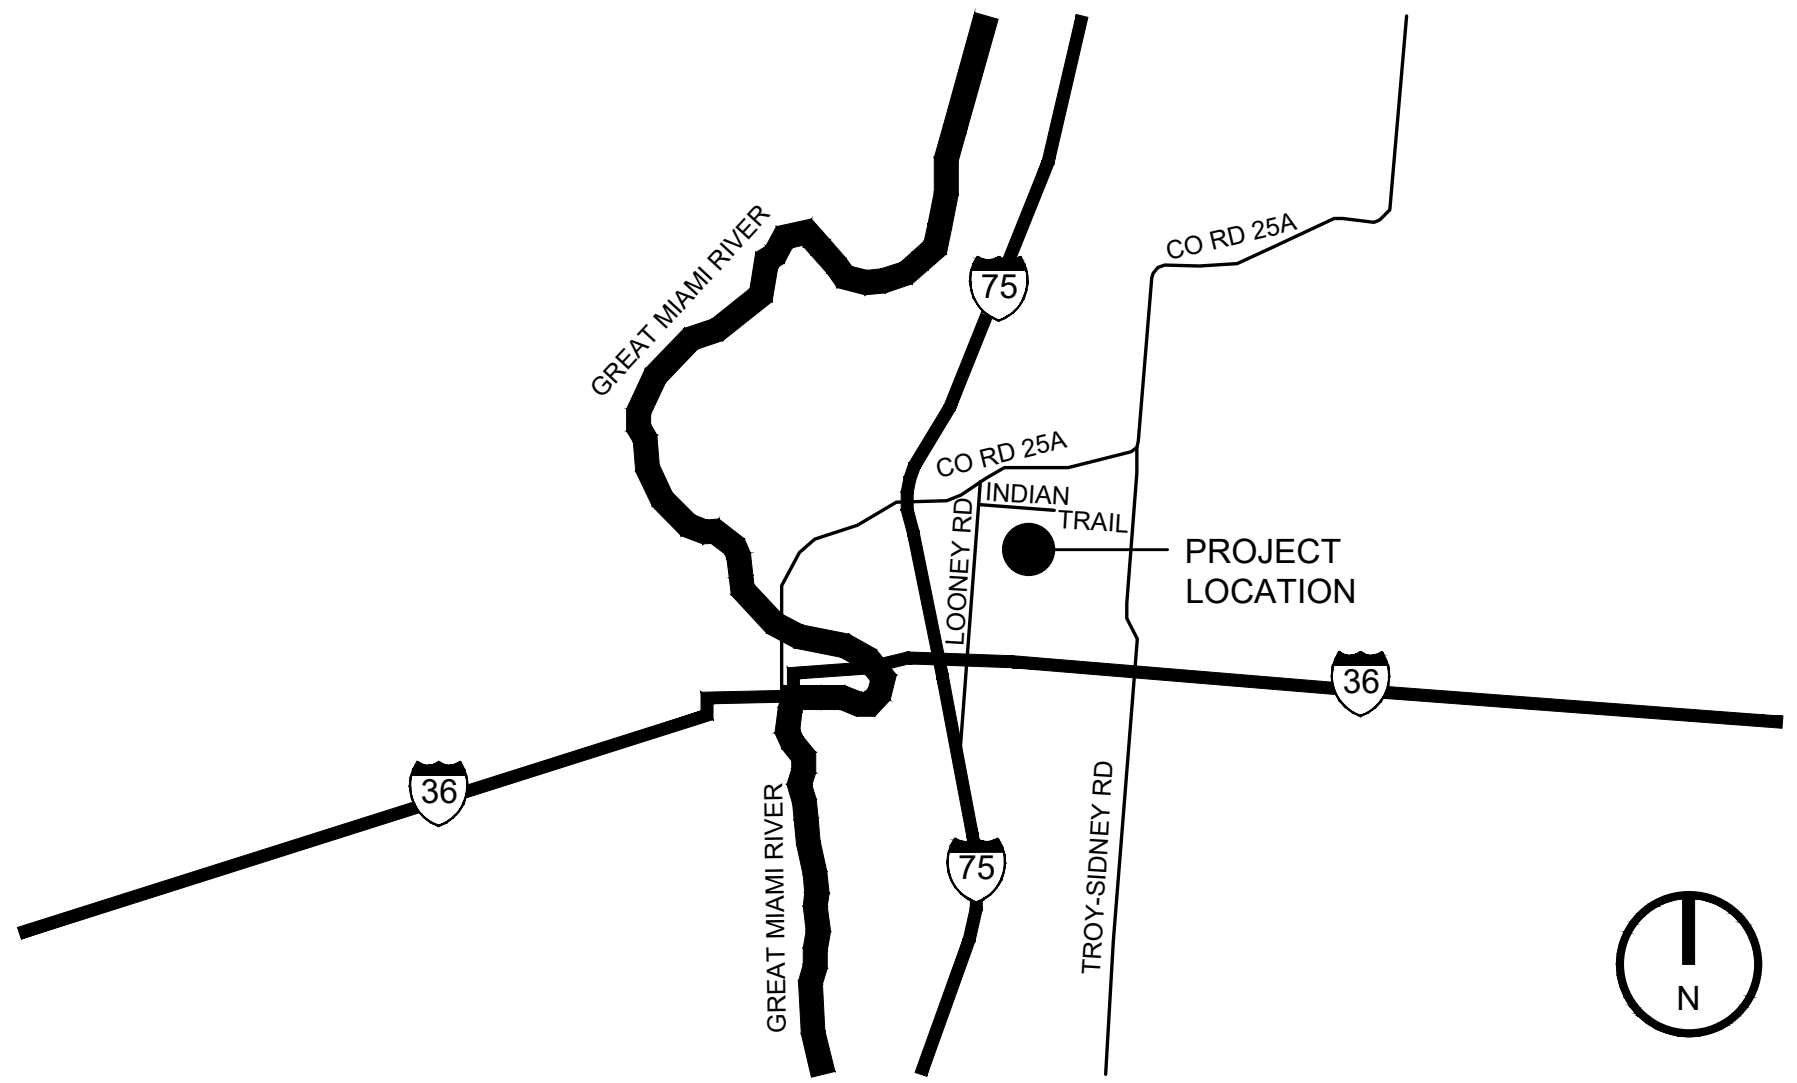 GREAT MIAMI RIVER
CO RD 25A
75
CO RD 25A
INDIAN
TRAIL
LOONEY RD
PROJECT
LOCATION
36
36
GREAT MIAMI RIVER
75
TROY-SIDNEY RD
N